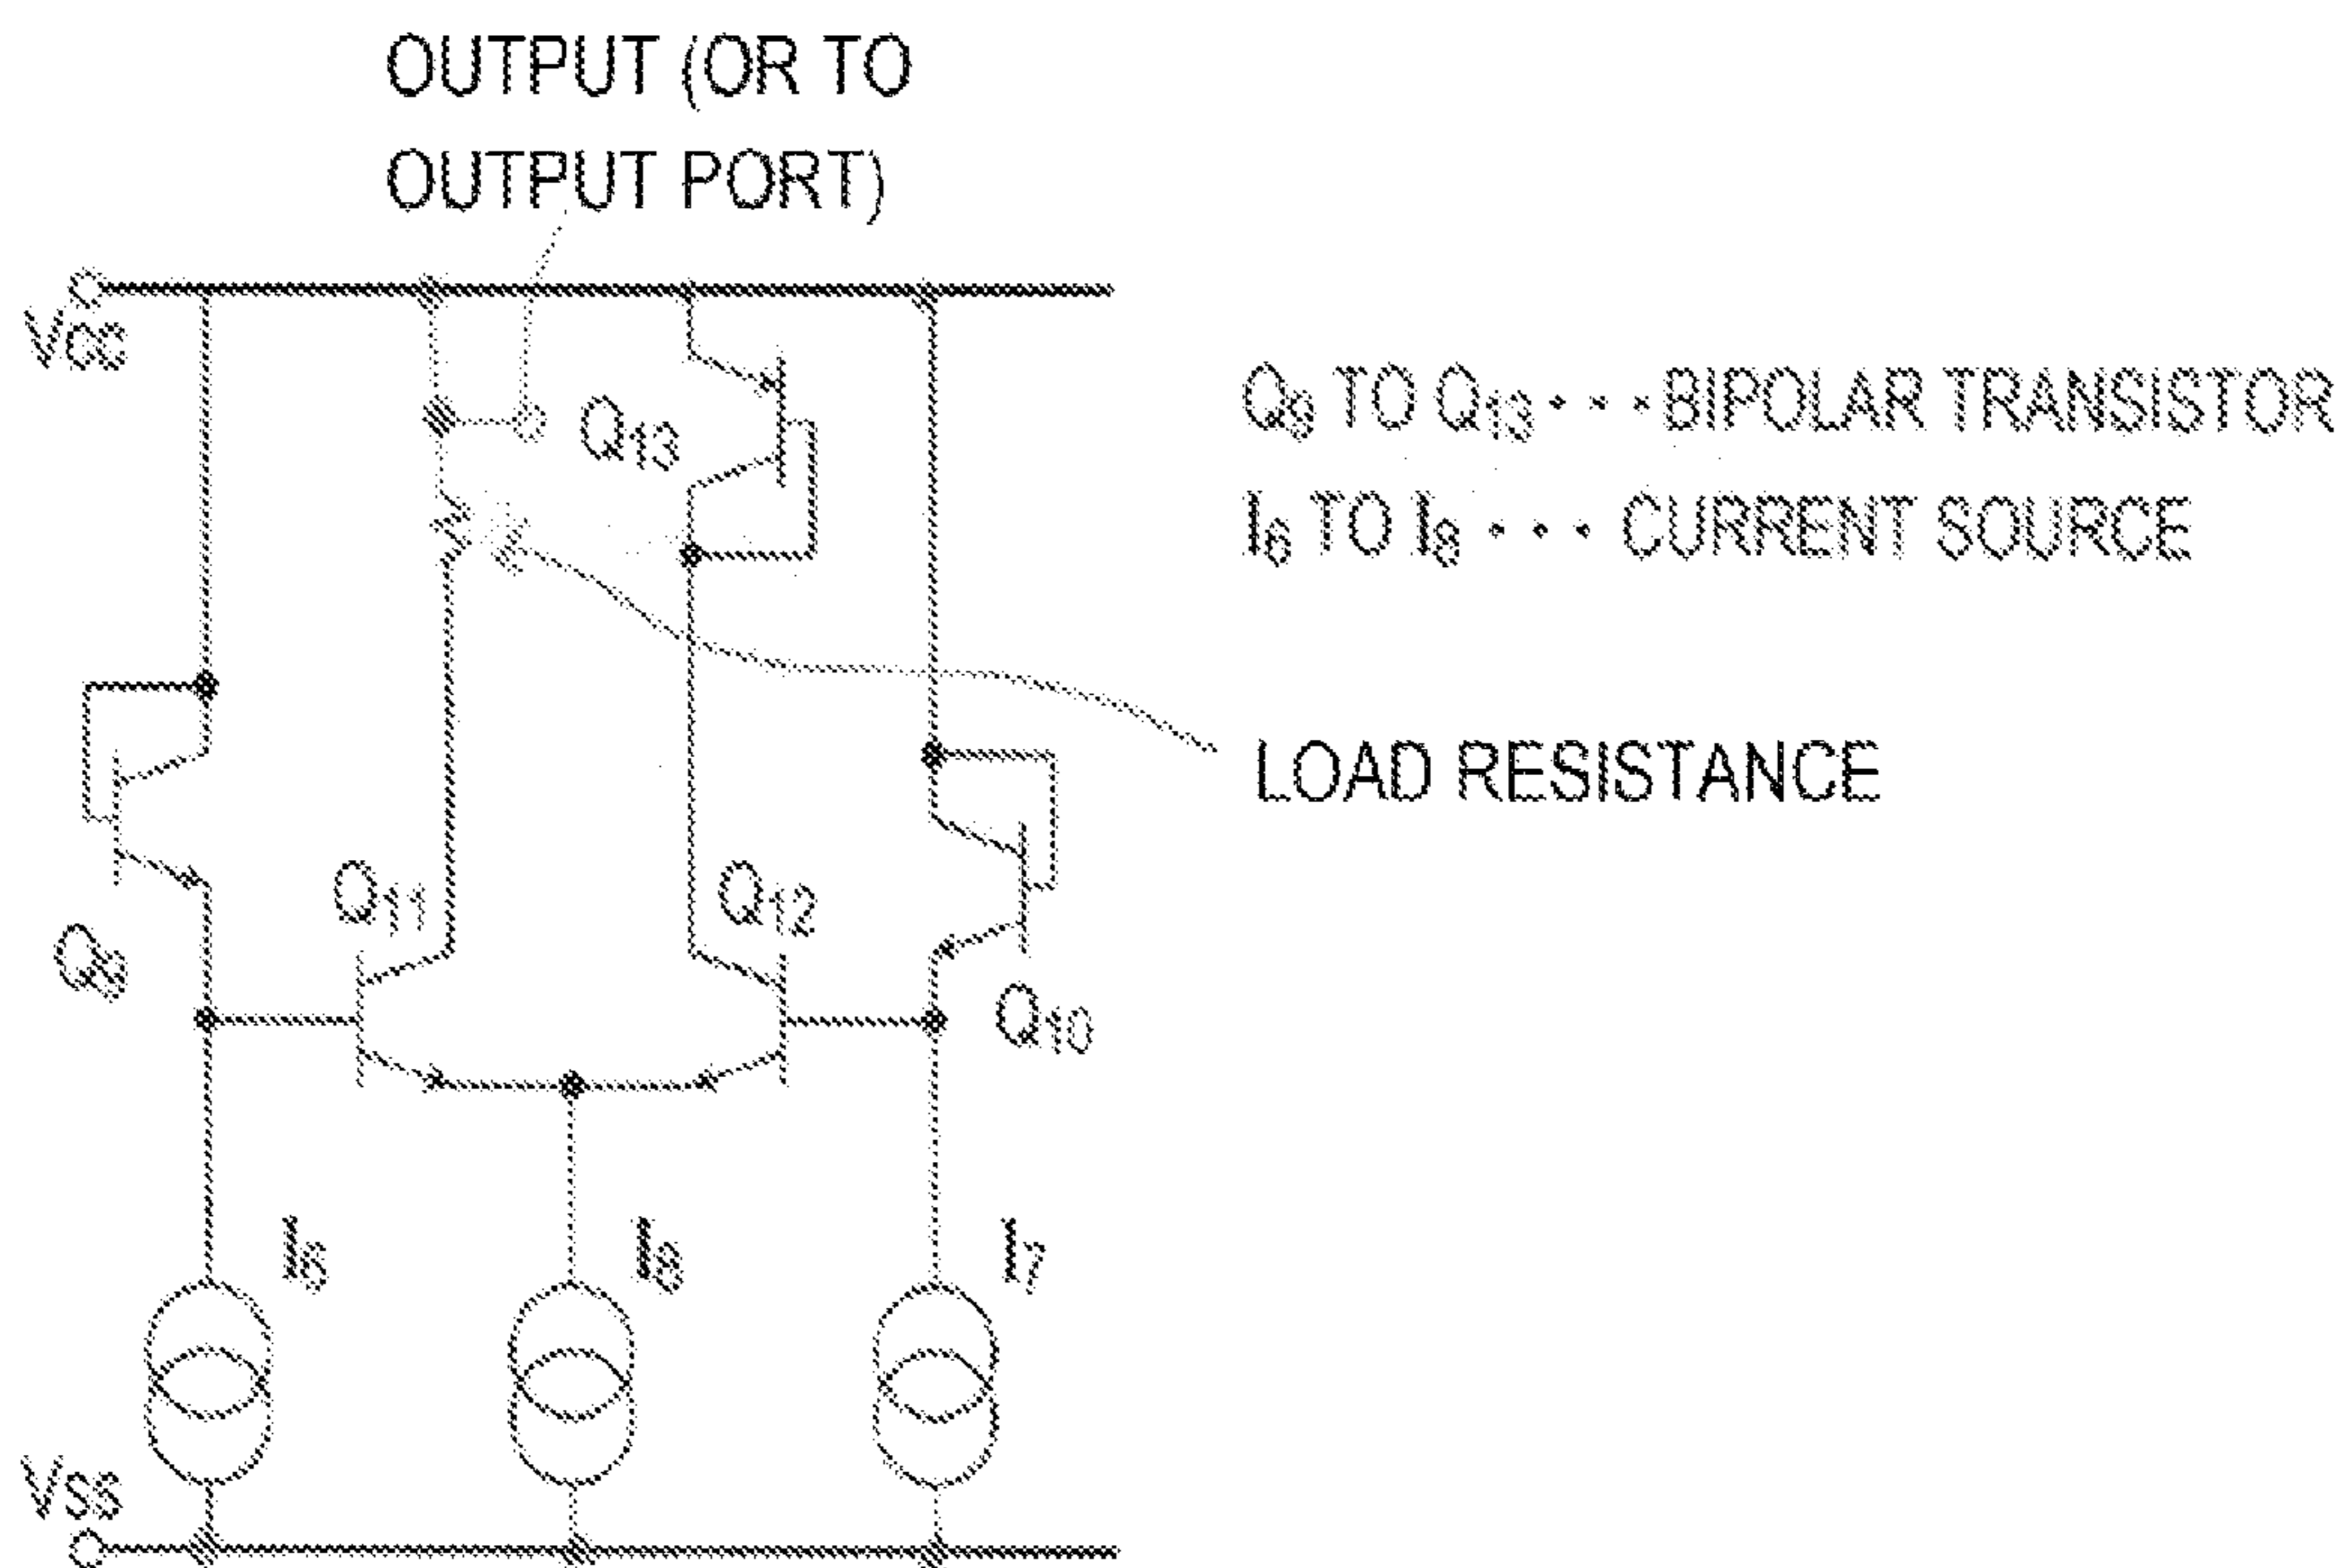 OUTPUT (OR TO
OUTPUT PORT)
Vcc
Q13
Q9 TO Q13 · · · BIPOLAR TRANSISTOR
I6 TO I8 · · · CURRENT SOURCE
LOAD RESISTANCE
Q11
Q12
Q9
Q10
I6
I8
I7
Vss